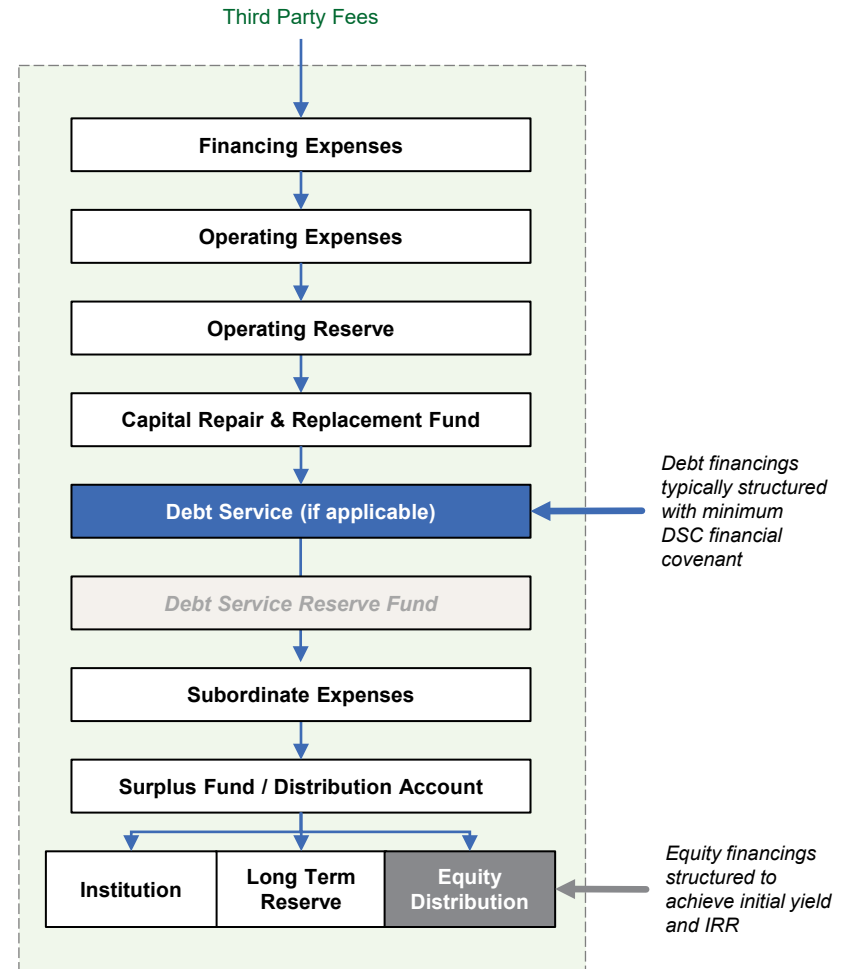 Third Party Fees
Financing Expenses
Operating Expenses
Operating Reserve
Capital Repair & Replacement Fund
Debt Service (if applicable)
Debt financings
typically structured
with minimum
DSC financial
covenant
Debt Service Reserve Fund
Subordinate Expenses
Surplus Fund / Distribution Account
Institution
Long Term
Reserve
Equity
Distribution
Equity financings
structured to
achieve initial yield
and IRR